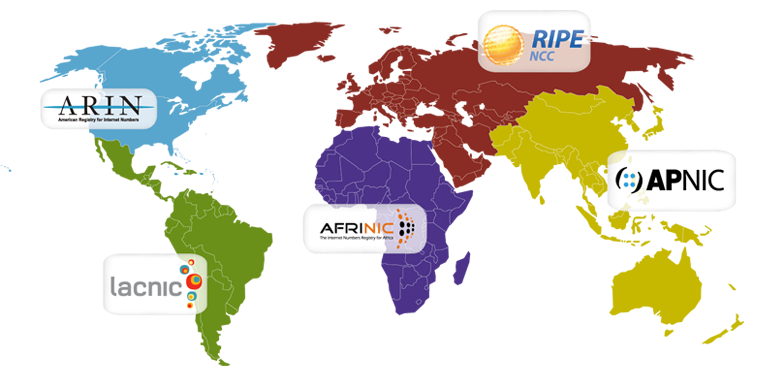 RIPE
NCC
ARIN
American Registry for Internet Numbers
APNIC
AFRINIC
The Internet Numbers Registry for Africa
lacnic